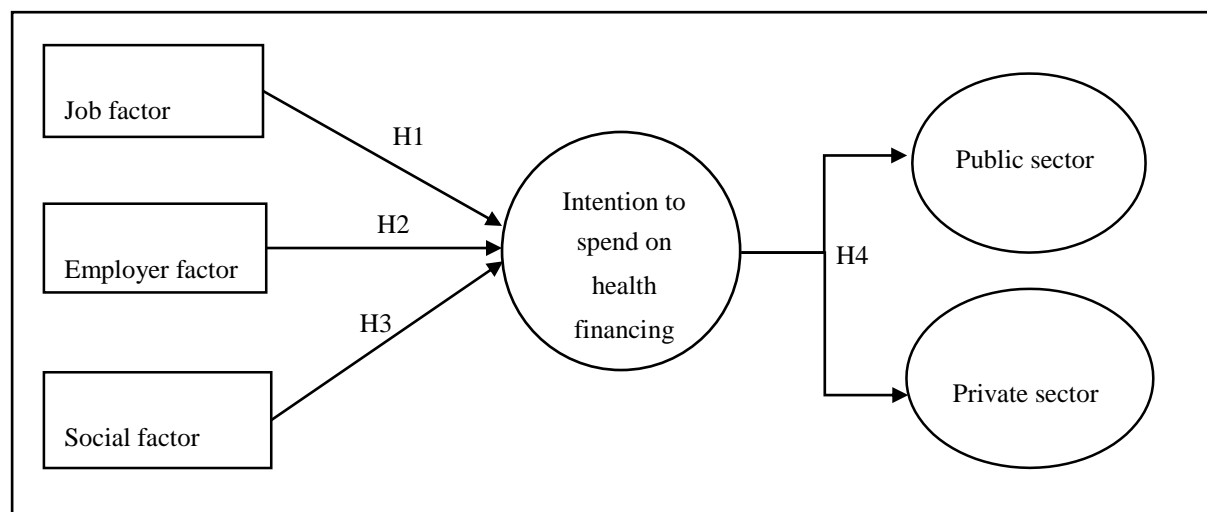 Job factor
H1
Employer factor
H2
Social factor
H3
Intention to
spend on
health
financing
H4
Public sector
Private sector